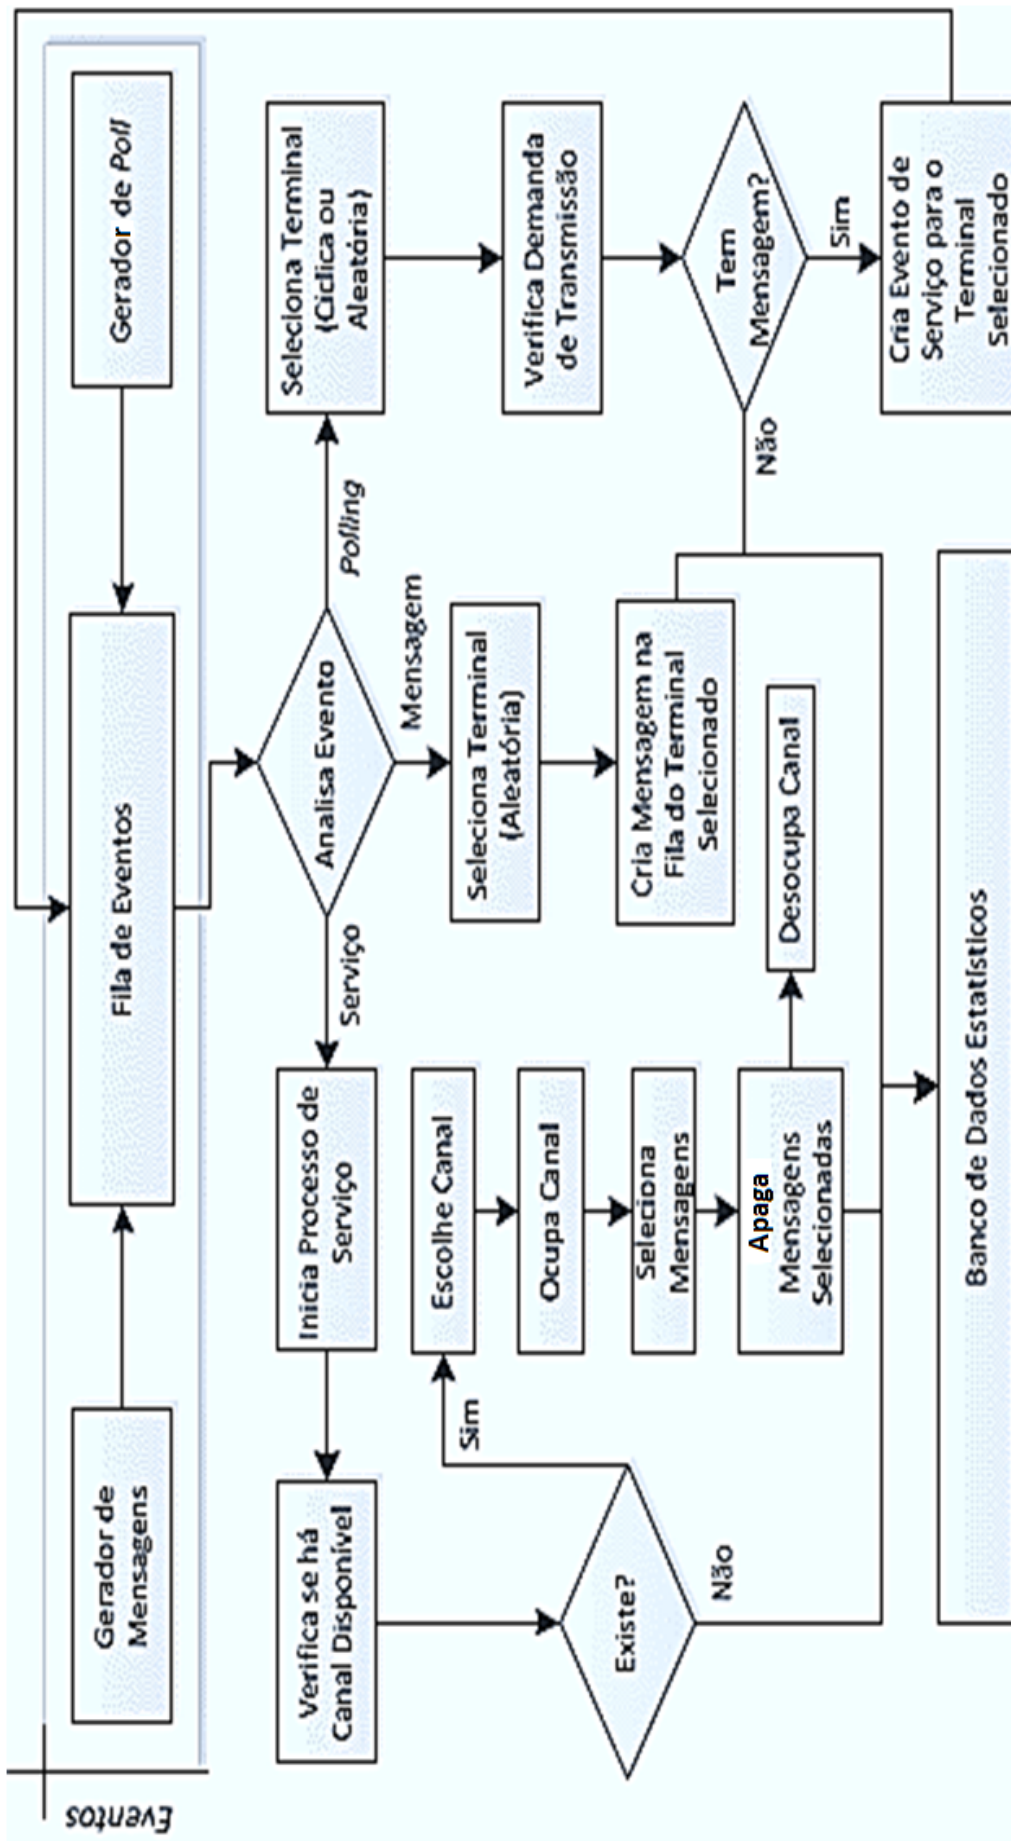 Eventos
Gerador de
Mensagens
Fila de Eventos
Gerador de Poll
Verifica se há
Canal Disponível
Inicia Processo de
Serviço
Serviço
Analisa Evento
Polling
Seleciona Terminal
(Cíclica ou
Aleatória)
Mensagem
Sim
Escolhe Canal
Seleciona Terminal
(Aleatória)
Verifica Demanda
de Transmissão
Ocupa Canal
Existe?
Não
Seleciona
Mensagens
Cria Mensagem na
Fila do Terminal
Selecionado
Tem
Mensagem?
Não
Sim
Apaga
Mensagens
Selecionadas
Desocupa Canal
Cria Evento de
Serviço para o
Terminal
Selecionado
Banco de Dados Estatísticos